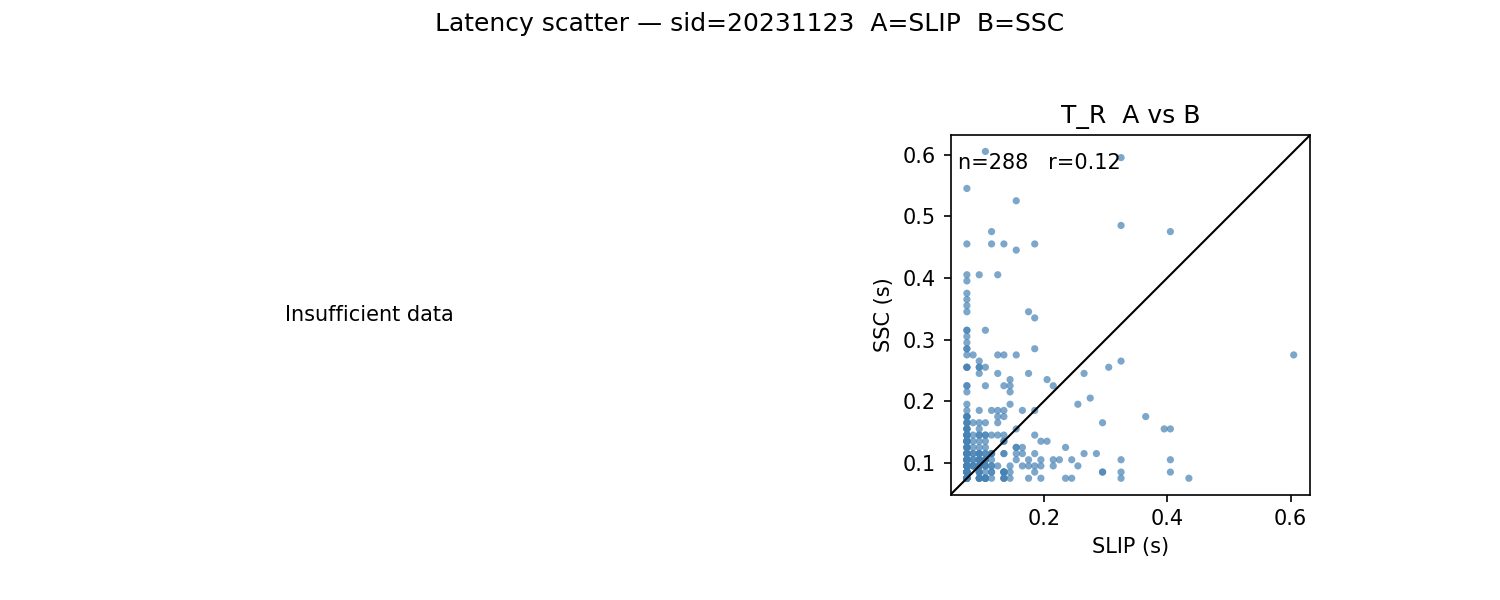 Latency scatter — sid=20231123  A=SLIP  B=SSC
Insufficient data
T_R  A vs B
n=288   r=0.12
0.6
0.5
0.4
0.3
0.2
0.1
SSC (s)
0.2
0.4
0.6
SLIP (s)